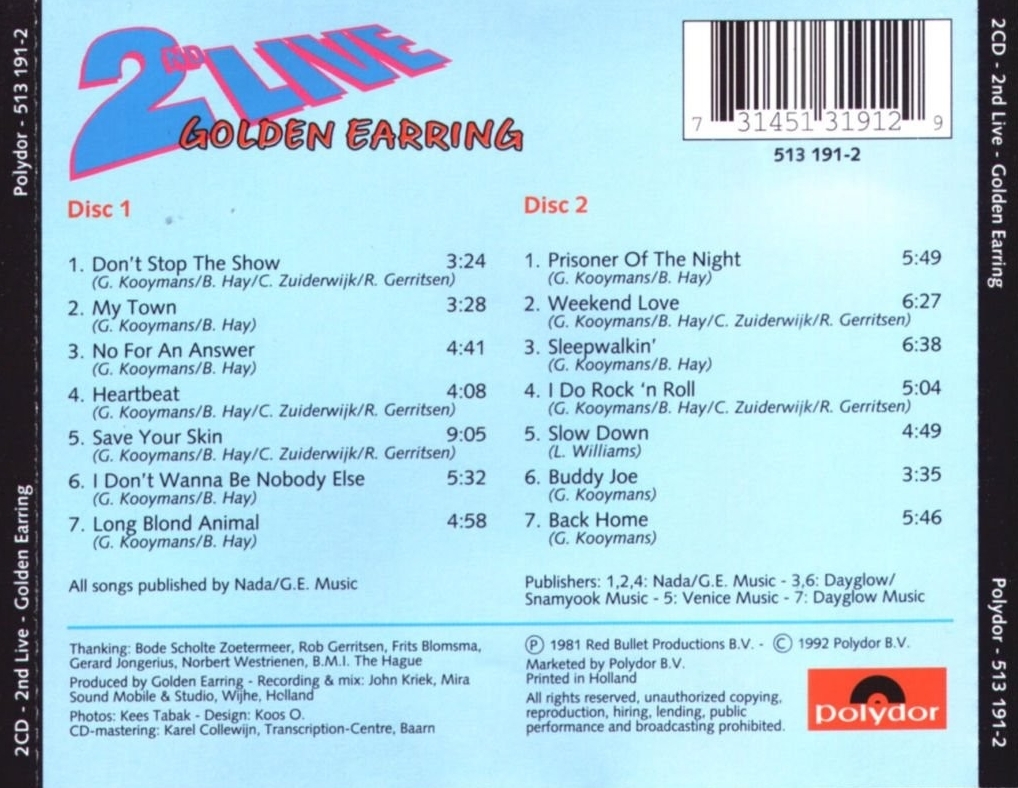 Polydor - 513 191-2
2CD - 2nd Live - Golden Earring
2ND LIVE
GOLDEN EARRING
7 31451 31912 9
513 191-2
Disc 1
1. Don't Stop The Show 3:24
(G. Kooymans/B. Hay/C. Zuiderwijk/R. Gerritsen)
2. My Town 3:28
(G. Kooymans/B. Hay)
3. No For An Answer 4:41
(G. Kooymans/B. Hay)
4. Heartbeat 4:08
(G. Kooymans/B. Hay/C. Zuiderwijk/R. Gerritsen)
5. Save Your Skin 9:05
(G. Kooymans/B. Hay/C. Zuiderwijk/R. Gerritsen)
6. I Don't Wanna Be Nobody Else 5:32
(G. Kooymans/B. Hay)
7. Long Blond Animal 4:58
(G. Kooymans/B. Hay)
All songs published by Nada/G.E. Music
Disc 2
1. Prisoner Of The Night 5:49
(G. Kooymans/B. Hay)
2. Weekend Love 6:27
(G. Kooymans/B. Hay/C. Zuiderwijk/R. Gerritsen)
3. Sleepwalkin' 6:38
(G. Kooymans/B. Hay)
4. I Do Rock 'n Roll 5:04
(G. Kooymans/B. Hay/C. Zuiderwijk/R. Gerritsen)
5. Slow Down 4:49
(L. Williams)
6. Buddy Joe 3:35
(G. Kooymans)
7. Back Home 5:46
(G. Kooymans)
Publishers: 1,2,4: Nada/G.E. Music - 3,6: Dayglow/
Snamyook Music - 5: Venice Music - 7: Dayglow Music
Thanking: Bode Scholte Zoetermeer, Rob Gerritsen, Frits Blomsma,
Gerard Jongerius, Norbert Westrienen, B.M.I. The Hague
Produced by Golden Earring - Recording & mix: John Kriek, Mira
Sound Mobile & Studio, Wijhe, Holland
Photos: Kees Tabak - Design: Koos O.
CD-mastering: Karel Collewijn, Transcription-Centre, Baarn
Ⓟ 1981 Red Bullet Productions B.V. - © 1992 Polydor B.V.
Marketed by Polydor B.V.
Printed in Holland
All rights reserved, unauthorized copying,
reproduction, hiring, lending, public
performance and broadcasting prohibited.
polydor
2CD - 2nd Live - Golden Earring
Polydor - 513 191-2